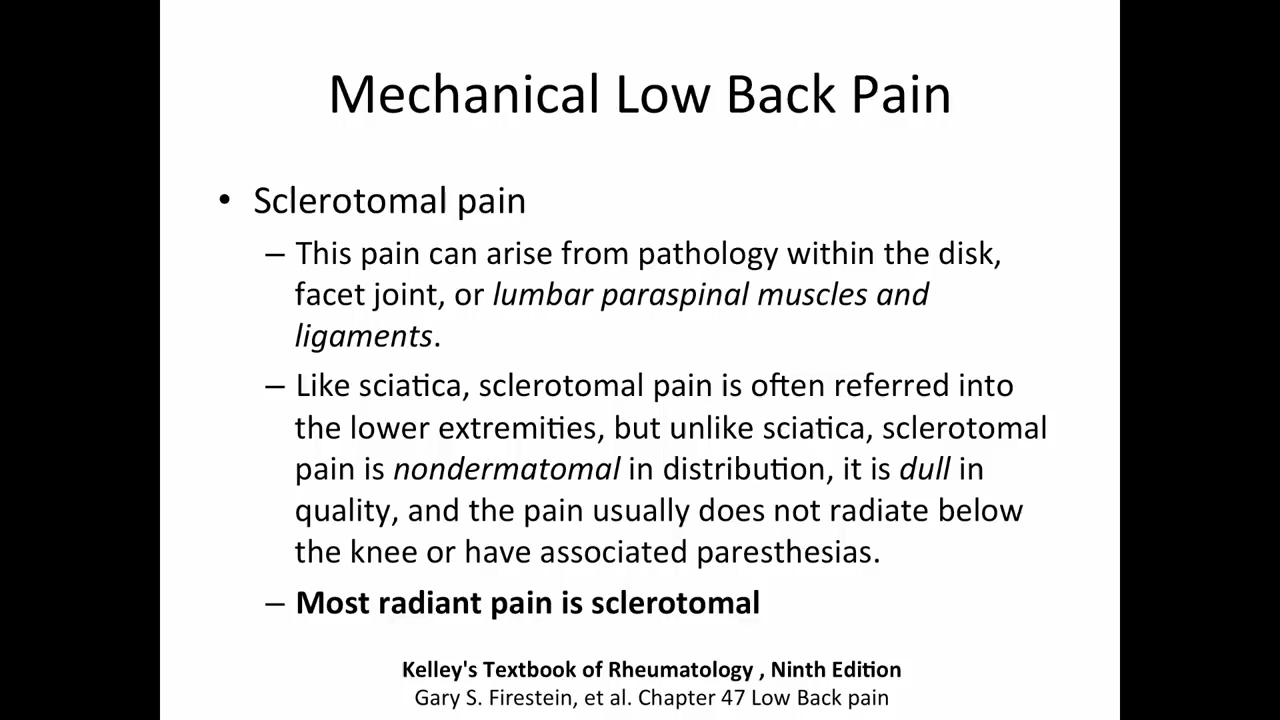 Mechanical Low Back Pain
• Sclerotomal pain
– This pain can arise from pathology within the disk,
facet joint, or lumbar paraspinal muscles and
ligaments.
– Like sciatica, sclerotomal pain is often referred into
the lower extremities, but unlike sciatica, sclerotomal
pain is nondermatomal in distribution, it is dull in
quality, and the pain usually does not radiate below
the knee or have associated paresthesias.
– Most radiant pain is sclerotomal
Kelley's Textbook of Rheumatology , Ninth Edition
Gary S. Firestein, et al. Chapter 47 Low Back pain